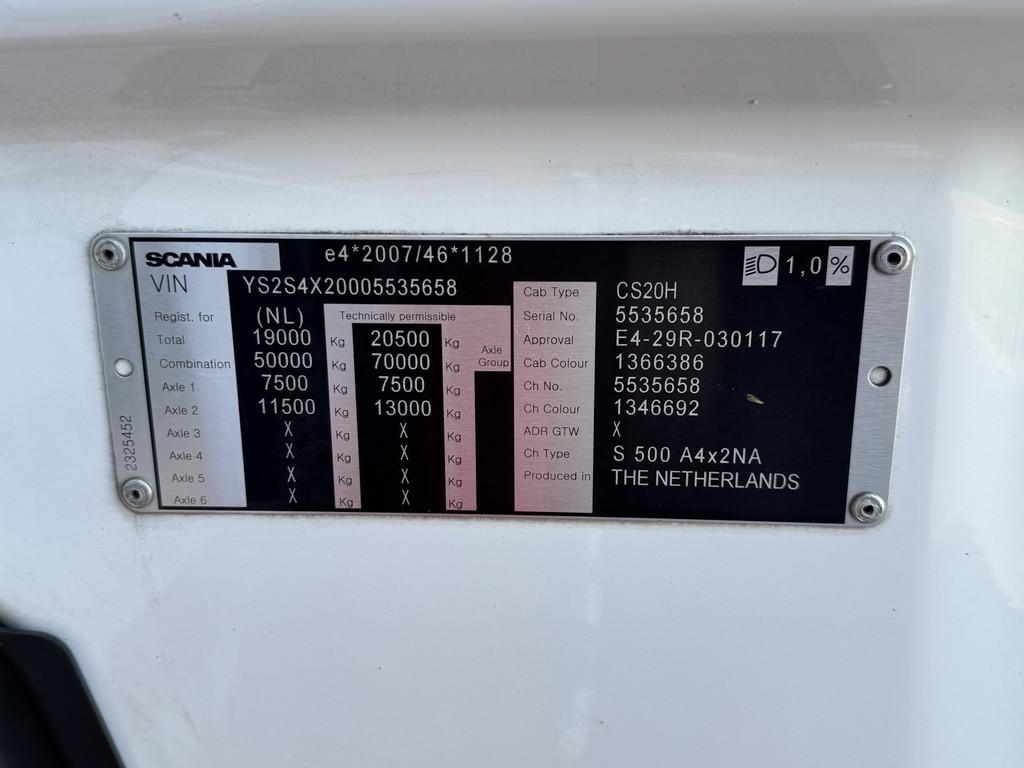 SCANIA e4*2007/46*1128 1,0 %
VIN YS2S4X20005535658
Regist. for (NL) Technically permissible
Total 19000 Kg 20500 Kg
Combination 50000 Kg 70000 Kg Axle Group
Axle 1 7500 Kg 7500 Kg
Axle 2 11500 Kg 13000 Kg
Axle 3 X Kg X Kg
Axle 4 X Kg X Kg
Axle 5 X Kg X Kg
Axle 6 X Kg X Kg
Cab Type CS20H
Serial No. 5535658
Approval E4-29R-030117
Cab Colour 1366386
Ch No. 5535658
Ch Colour 1346692
ADR GTW X
Ch Type S 500 A4x2NA
Produced in THE NETHERLANDS
2325452